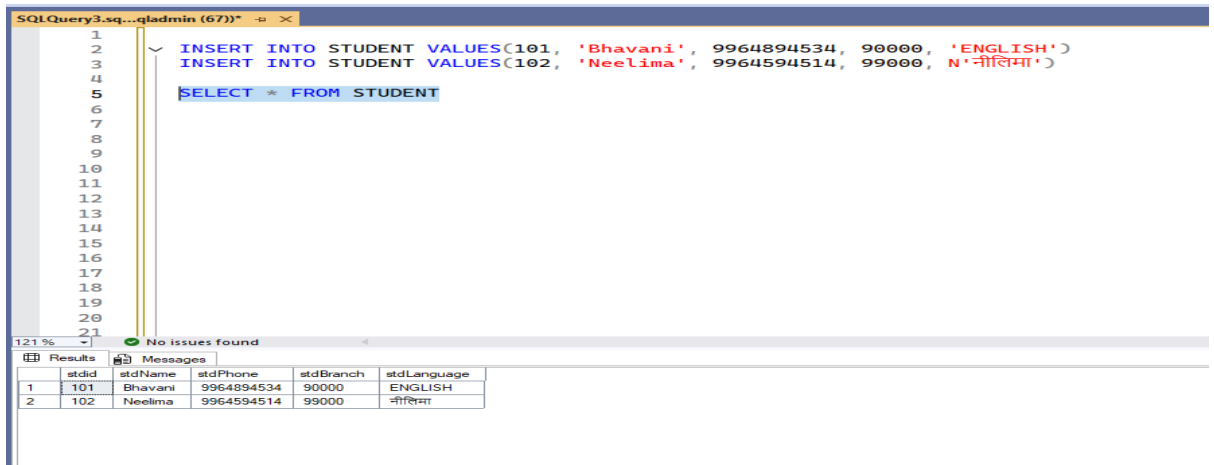 SQLQuery3.sq...qladmin (67))*
1
2 INSERT INTO STUDENT VALUES(101, 'Bhavani', 9964894534, 90000, 'ENGLISH')
3 INSERT INTO STUDENT VALUES(102, 'Neelima', 9964594514, 99000, N'नीलिमा')
4
5 SELECT * FROM STUDENT
6
7
8
9
10
11
12
13
14
15
16
17
18
19
20
21
121 % No issues found
Results Messages
stdid stdName stdPhone stdBranch stdLanguage
1 101 Bhavani 9964894534 90000 ENGLISH
2 102 Neelima 9964594514 99000 नीलिमा